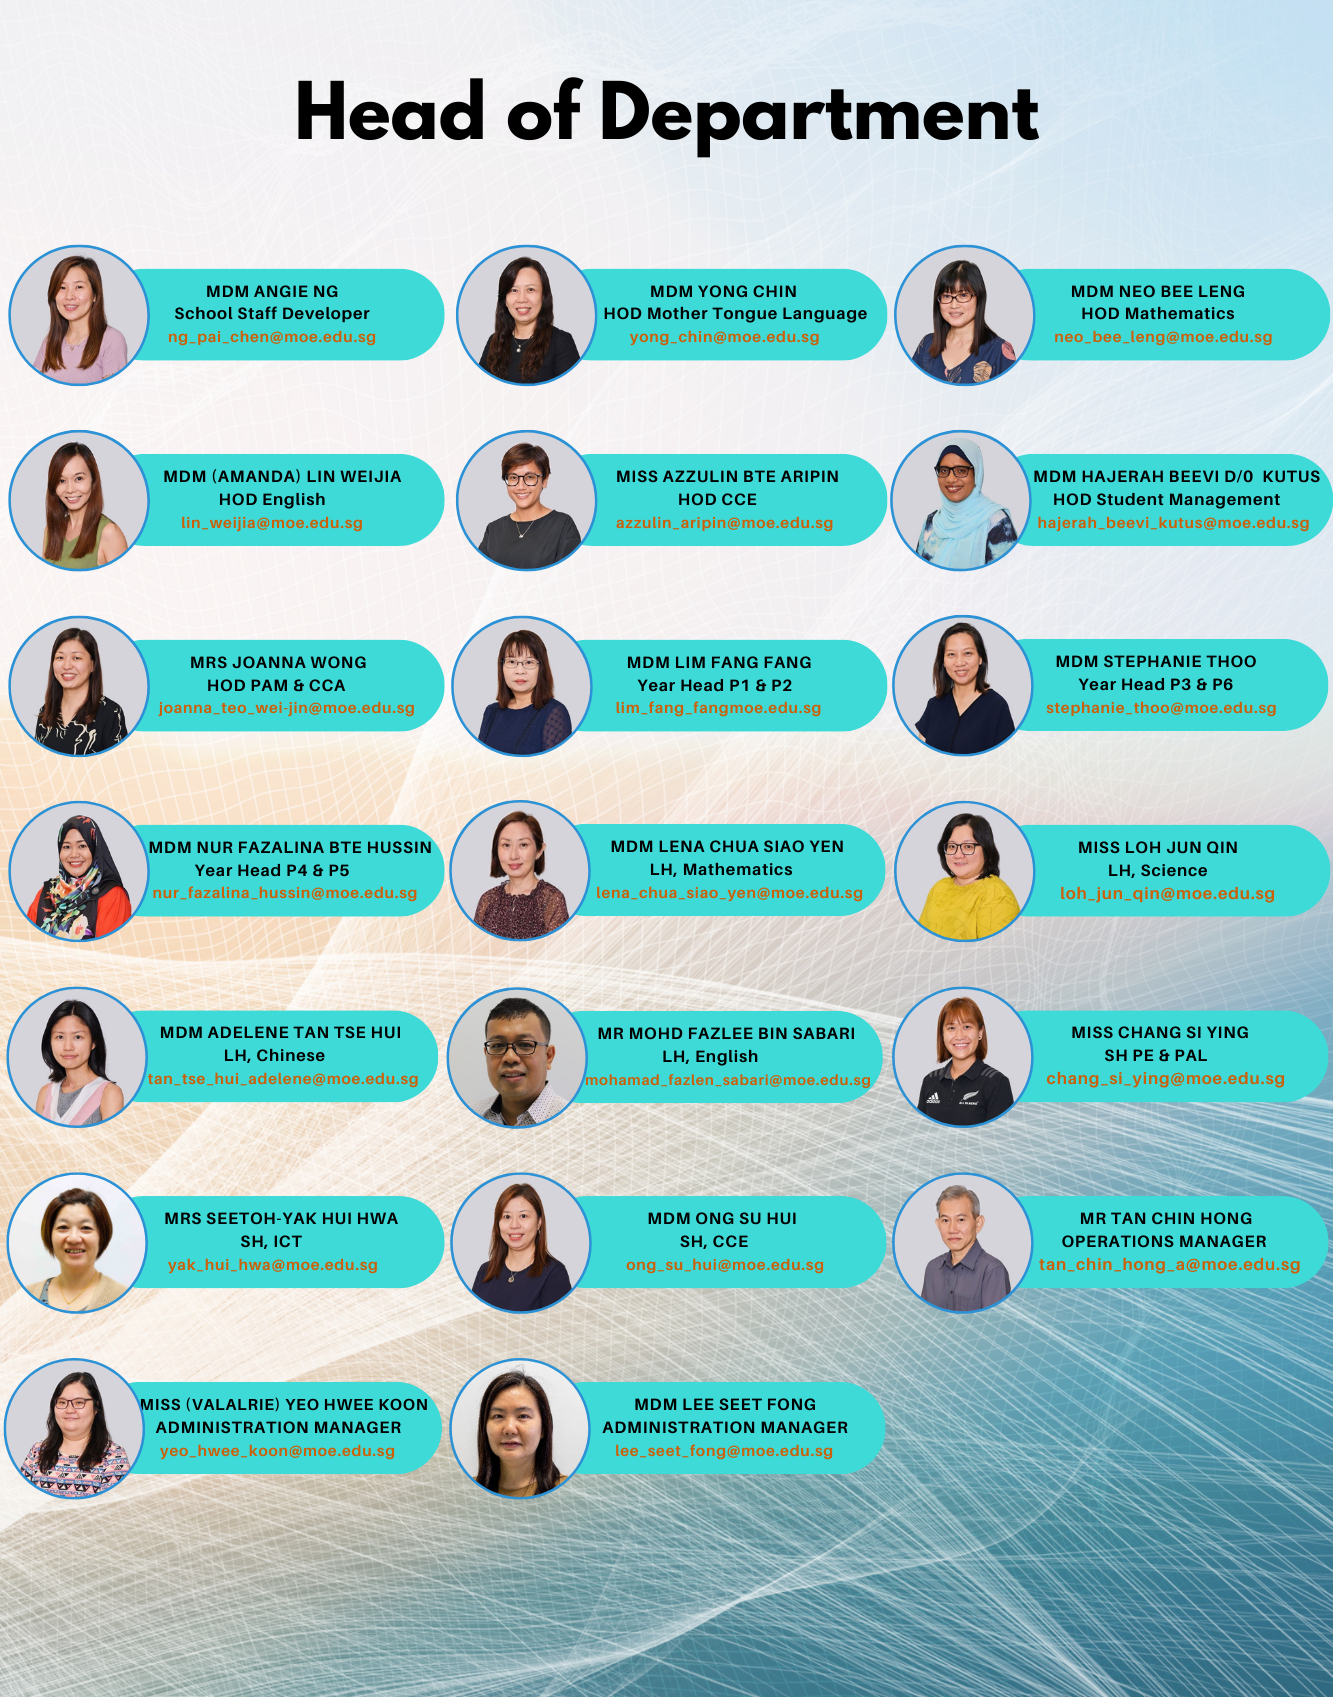 Head of Department
MDM ANGIE NG
School Staff Developer
ng_pai_chen@moe.edu.sg
MDM YONG CHIN
HOD Mother Tongue Language
yong_chin@moe.edu.sg
MDM NEO BEE LENG
HOD Mathematics
neo_bee_leng@moe.edu.sg
MDM (AMANDA) LIN WEIJIA
HOD English
lin_weijia@moe.edu.sg
MISS AZZULIN BTE ARIPIN
HOD CCE
azzulin_aripin@moe.edu.sg
MDM HAJERAH BEEVI D/0 KUTUS
HOD Student Management
hajerah_beevi_kutus@moe.edu.sg
MRS JOANNA WONG
HOD PAM & CCA
joanna_teo_wei-jin@moe.edu.sg
MDM LIM FANG FANG
Year Head P1 & P2
lim_fang_fangmoe.edu.sg
MDM STEPHANIE THOO
Year Head P3 & P6
stephanie_thoo@moe.edu.sg
MDM NUR FAZALINA BTE HUSSIN
Year Head P4 & P5
nur_fazalina_hussin@moe.edu.sg
MDM LENA CHUA SIAO YEN
LH, Mathematics
lena_chua_siao_yen@moe.edu.sg
MISS LOH JUN QIN
LH, Science
loh_jun_qin@moe.edu.sg
MDM ADELENE TAN TSE HUI
LH, Chinese
tan_tse_hui_adelene@moe.edu.sg
MR MOHD FAZLEE BIN SABARI
LH, English
mohamad_fazlen_sabari@moe.edu.sg
MISS CHANG SI YING
SH PE & PAL
chang_si_ying@moe.edu.sg
MRS SEETOH-YAK HUI HWA
SH, ICT
yak_hui_hwa@moe.edu.sg
MDM ONG SU HUI
SH, CCE
ong_su_hui@moe.edu.sg
MR TAN CHIN HONG
OPERATIONS MANAGER
tan_chin_hong_a@moe.edu.sg
MISS (VALALRIE) YEO HWEE KOON
ADMINISTRATION MANAGER
yeo_hwee_koon@moe.edu.sg
MDM LEE SEET FONG
ADMINISTRATION MANAGER
lee_seet_fong@moe.edu.sg